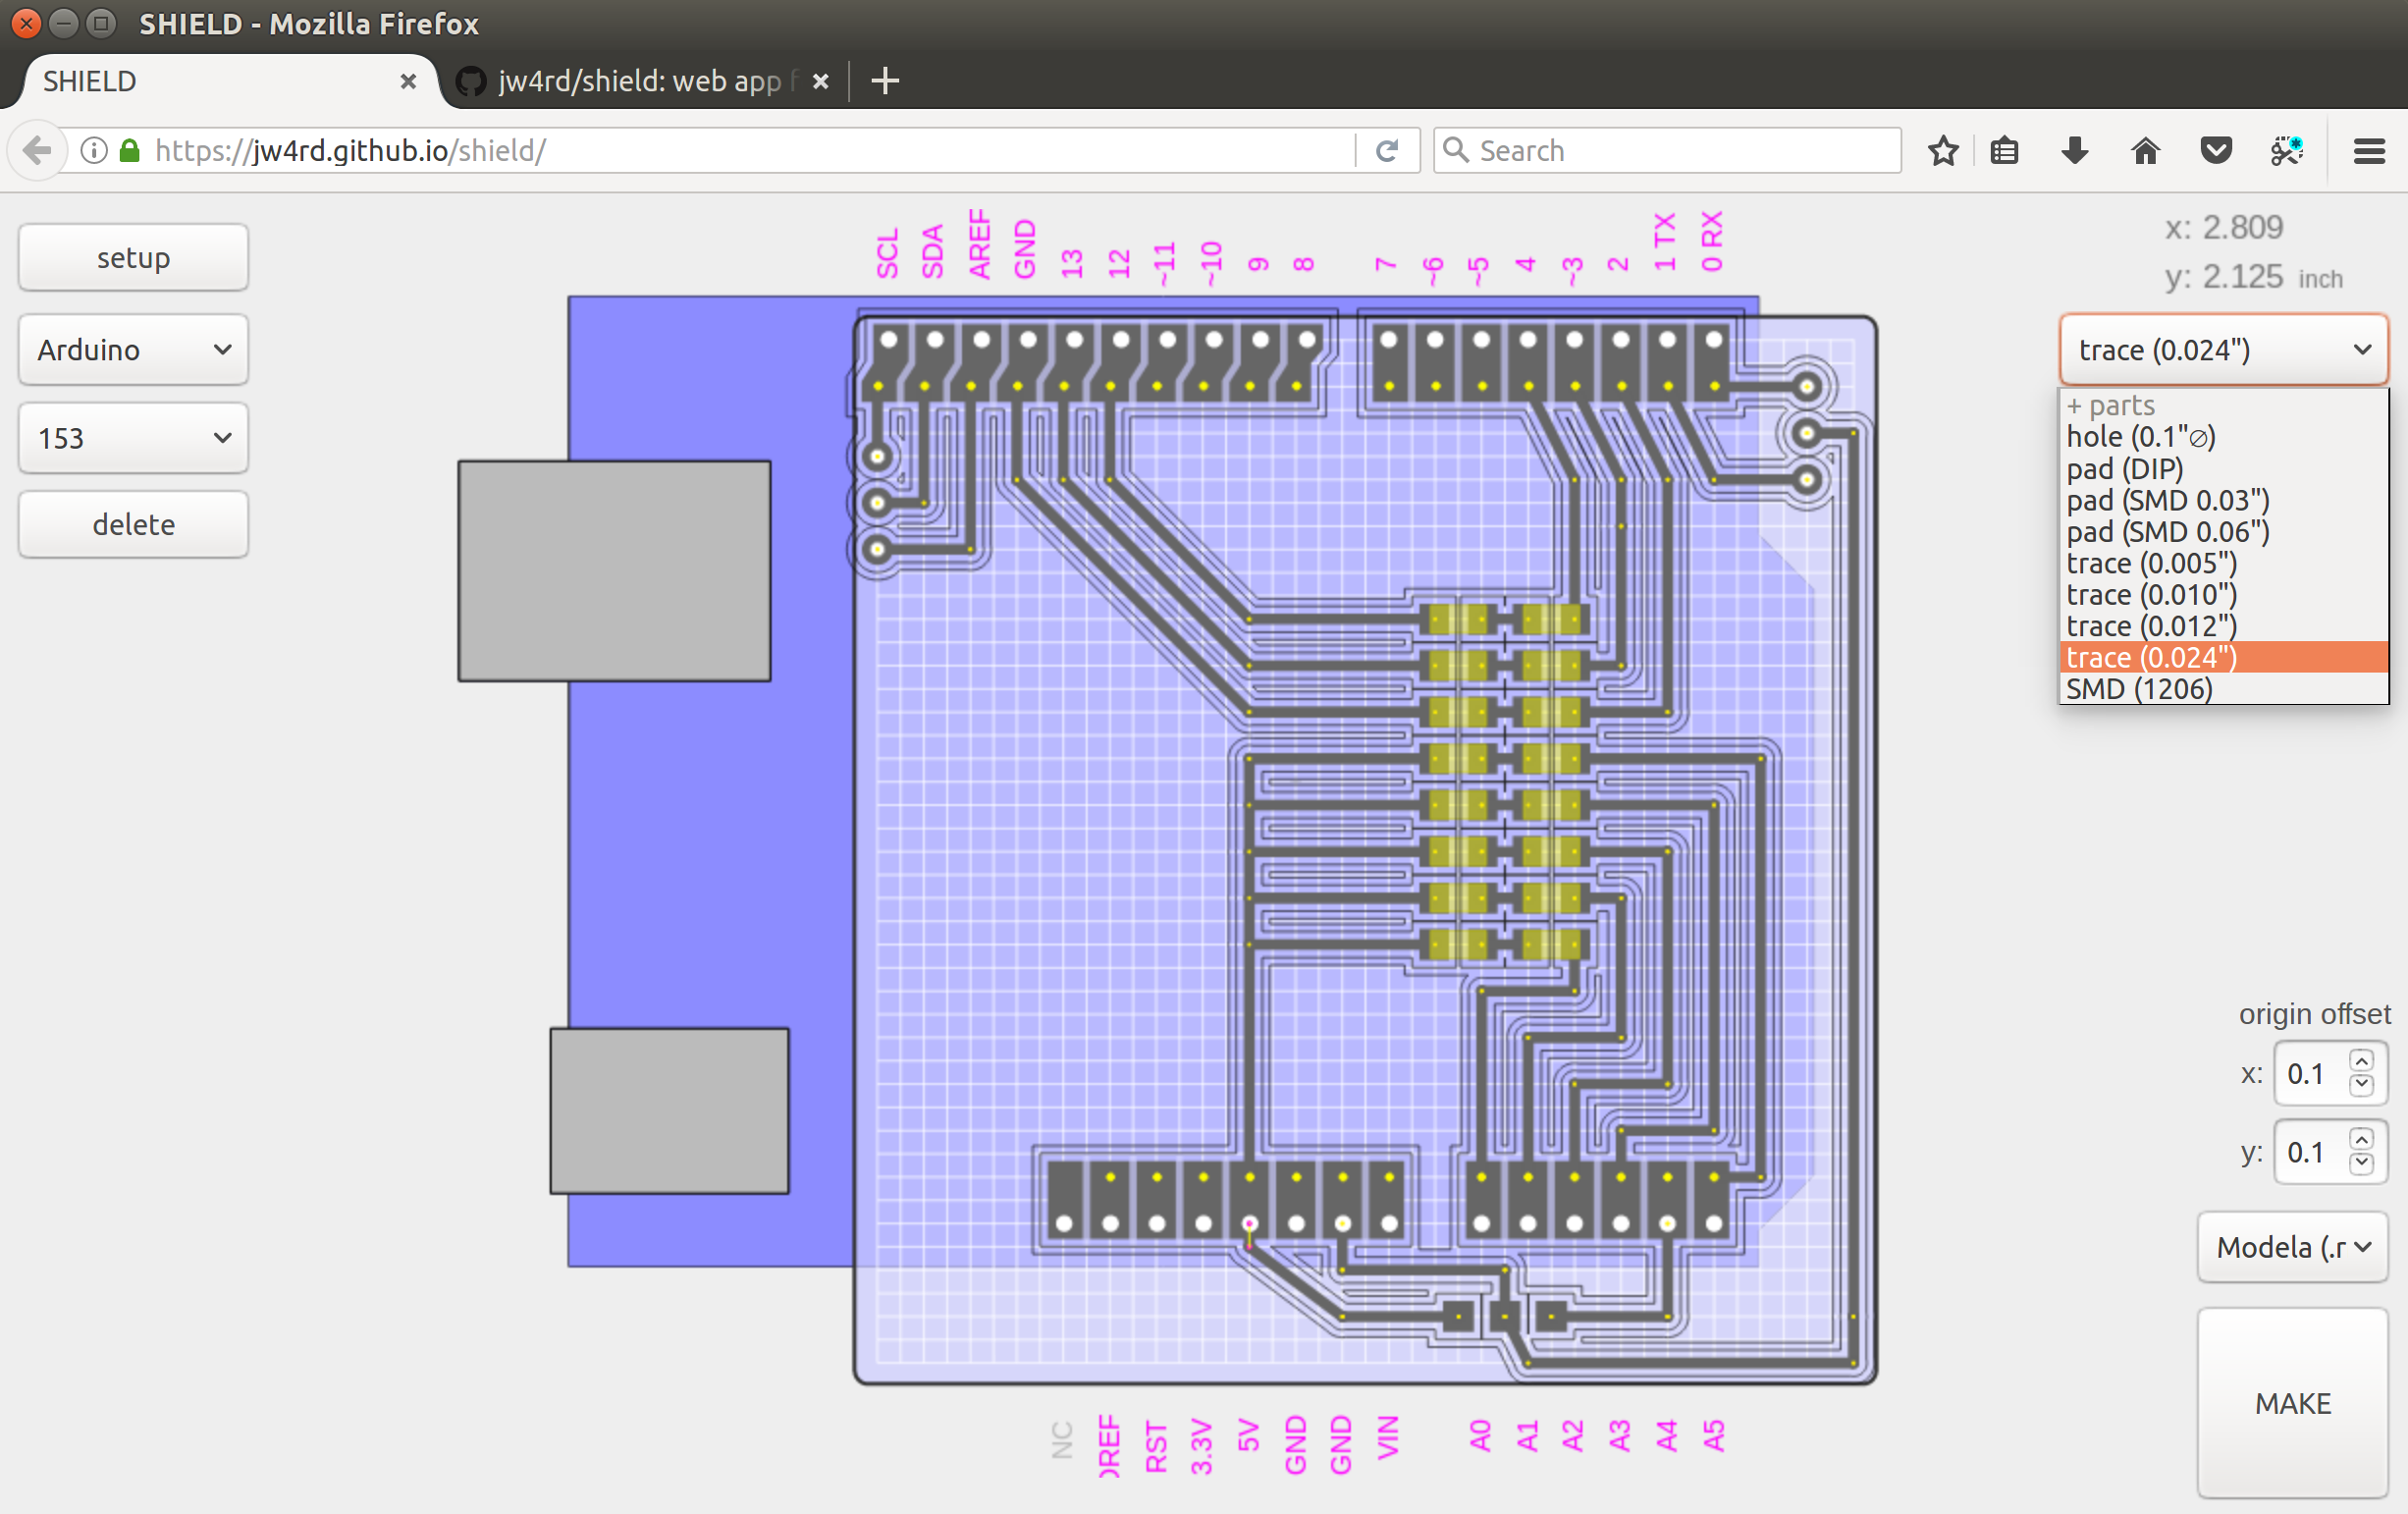 SHIELD - Mozilla Firefox
SHIELD
jw4rd/shield: web app f
https://jw4rd.github.io/shield/
Search
setup
Arduino
153
delete
SCL
SDA
AREF
GND
13
12
~11
~10
9
8
7
~6
~5
4
~3
2
1 TX
0 RX
x: 2.809
y: 2.125 inch
trace (0.024")
+ parts
hole (0.1"∅)
pad (DIP)
pad (SMD 0.03")
pad (SMD 0.06")
trace (0.005")
trace (0.010")
trace (0.012")
trace (0.024")
SMD (1206)
origin offset
x: 0.1
y: 0.1
Modela (.r
MAKE
NC
OREF
RST
3.3V
5V
GND
GND
VIN
A0
A1
A2
A3
A4
A5